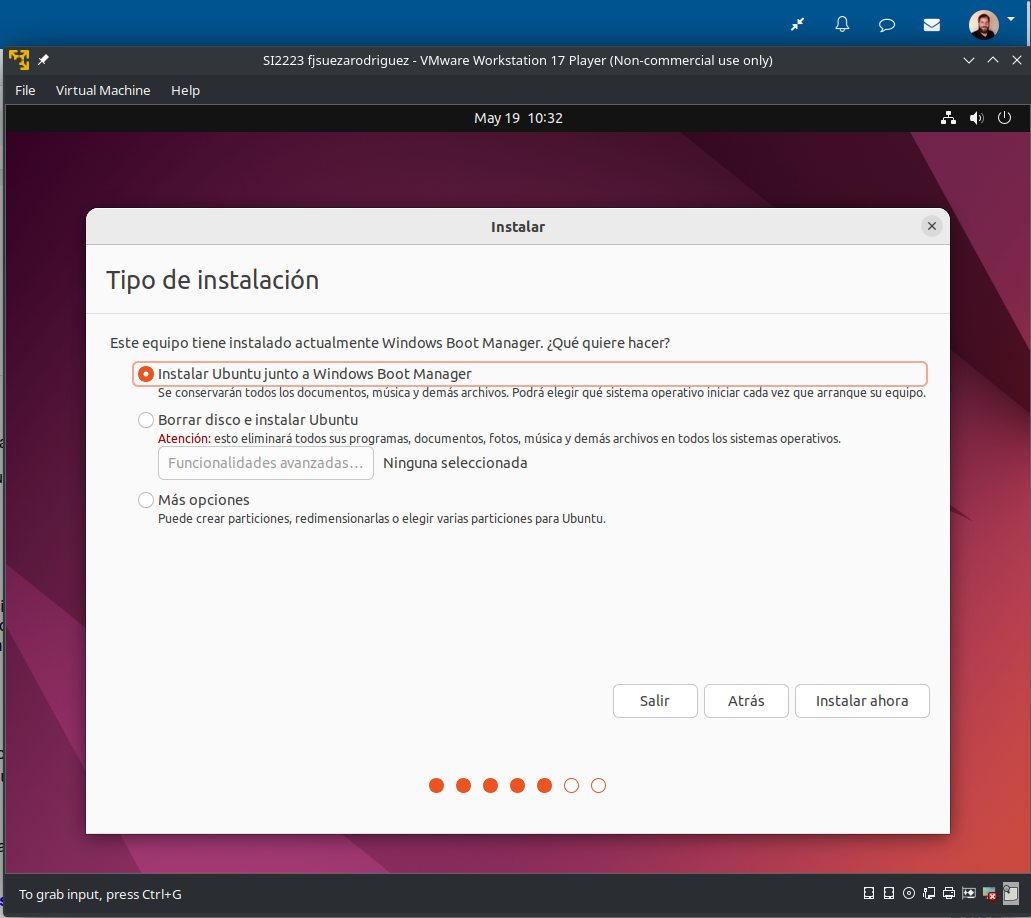 SI2223 fjsuezarodriguez - VMware Workstation 17 Player (Non-commercial use only)
File Virtual Machine Help
May 19 10:32
Instalar
Tipo de instalación
Este equipo tiene instalado actualmente Windows Boot Manager. ¿Qué quiere hacer?
Instalar Ubuntu junto a Windows Boot Manager
Se conservarán todos los documentos, música y demás archivos. Podrá elegir qué sistema operativo iniciar cada vez que arranque su equipo.
Borrar disco e instalar Ubuntu
Atención: esto eliminará todos sus programas, documentos, fotos, música y demás archivos en todos los sistemas operativos.
Funcionalidades avanzadas... Ninguna seleccionada
Más opciones
Puede crear particiones, redimensionarlas o elegir varias particiones para Ubuntu.
Salir Atrás Instalar ahora
To grab input, press Ctrl+G